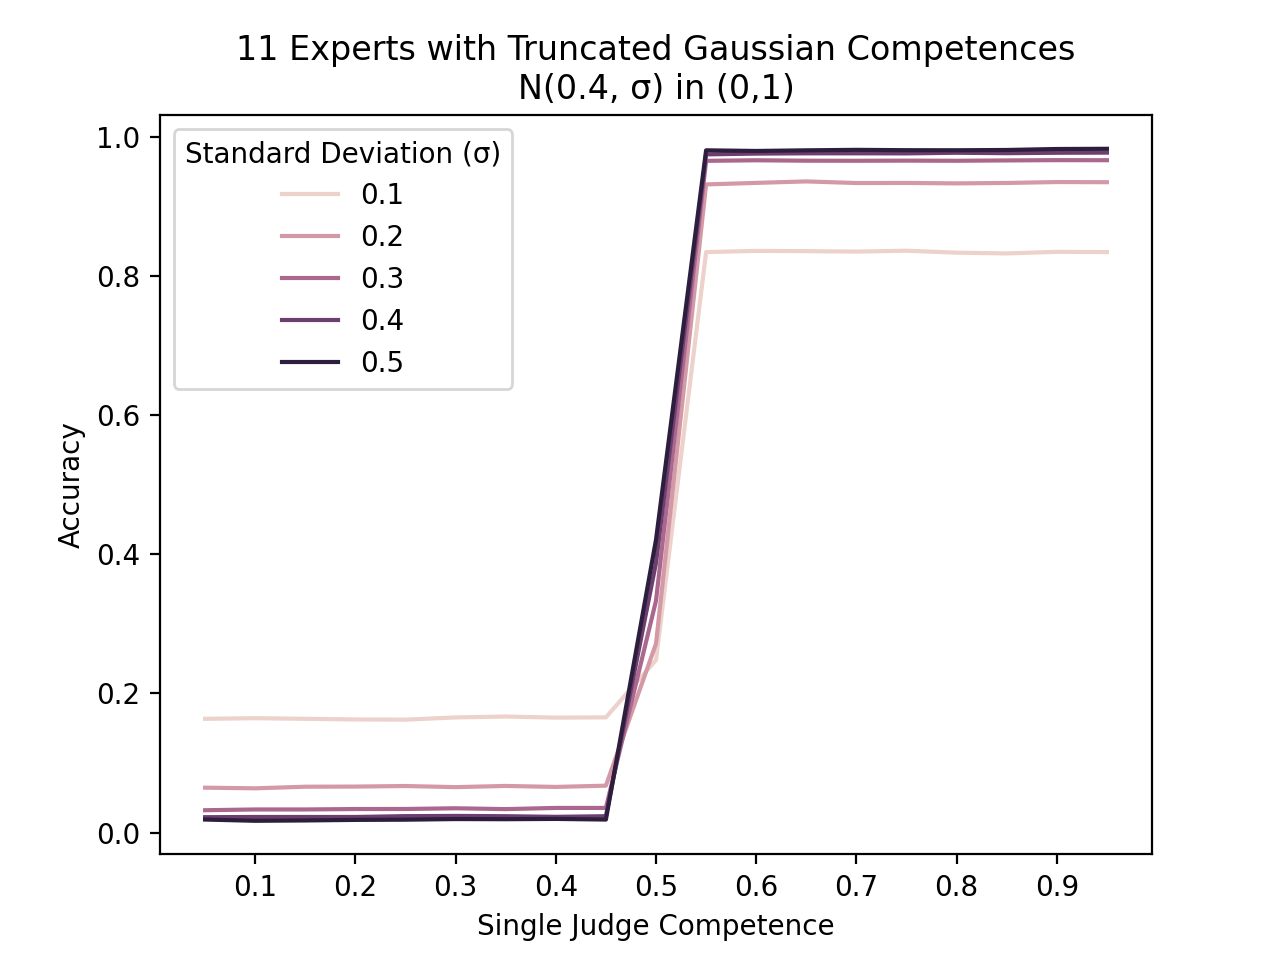 11 Experts with Truncated Gaussian Competences
N(0.4, σ) in (0,1)
Standard Deviation (σ)
0.1
0.2
0.3
0.4
0.5
Accuracy
1.0
0.8
0.6
0.4
0.2
0.0
0.1 0.2 0.3 0.4 0.5 0.6 0.7 0.8 0.9
Single Judge Competence